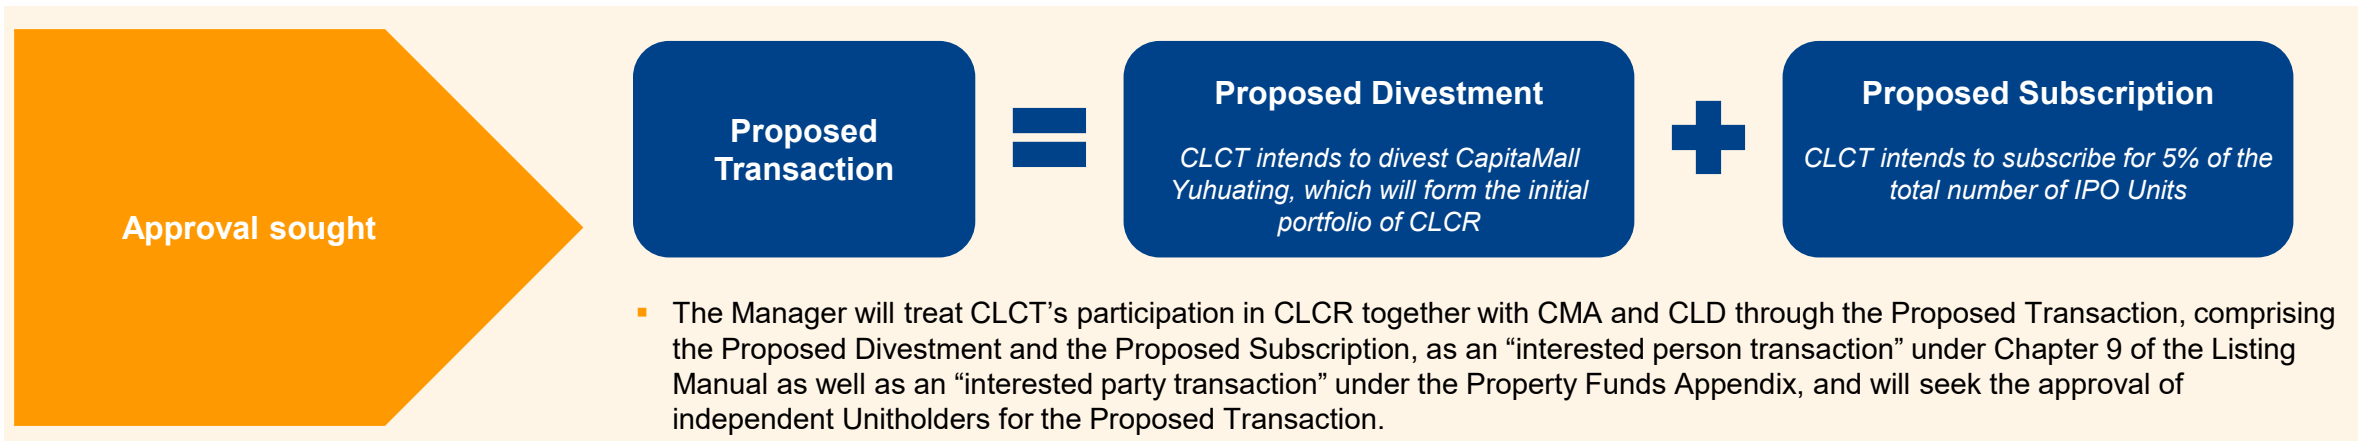 Approval sought
Proposed
Transaction
Proposed Divestment
CLCT intends to divest CapitaMall
Yuhuating, which will form the initial
portfolio of CLCR
Proposed Subscription
CLCT intends to subscribe for 5% of the
total number of IPO Units
▪ The Manager will treat CLCT’s participation in CLCR together with CMA and CLD through the Proposed Transaction, comprising
the Proposed Divestment and the Proposed Subscription, as an “interested person transaction” under Chapter 9 of the Listing
Manual as well as an “interested party transaction” under the Property Funds Appendix, and will seek the approval of
independent Unitholders for the Proposed Transaction.